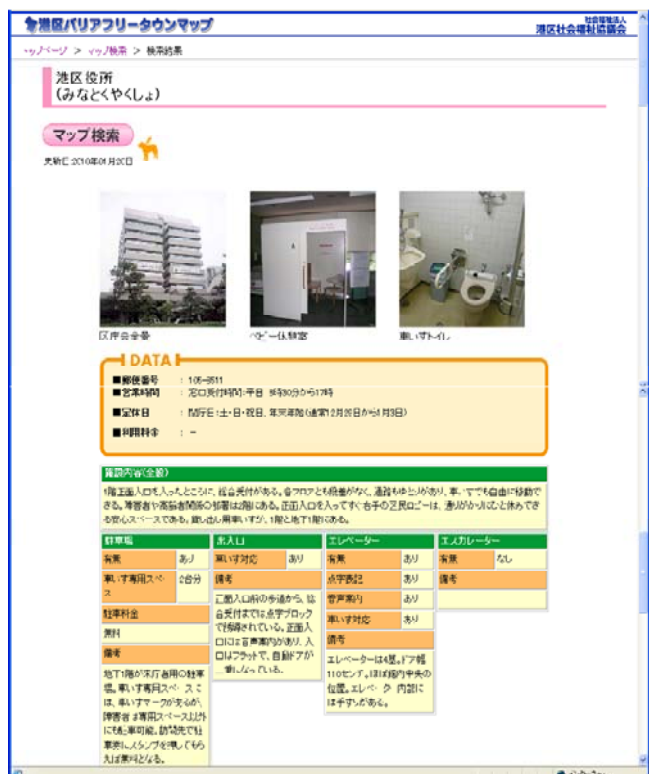 港区バリアフリータウンマップ
社会福祉法人
港区社会福祉協議会
トップページ > マップ検索 > 検索結果
港区役所
(みなとくやくしょ)
マップ検索
更新日:2010年01月20日
区庁舎全景
ベビー休憩室
車いすトイレ
DATA
■郵便番号 : 105-8511
■営業時間 : 窓口受付時間:平日 8時30分から17時
■定休日 : 閉庁日:土・日・祝日、年末年始(通常12月29日から1月3日)
■利用料金 : −
施設内容(全般)
1階正面入口を入ったところに、総合受付がある。各フロアとも段差がなく、通路もゆとりがあり、車いすでも自由に移動で
きる。障害者や高齢者関係の部署は2階にある。正面入口を入ってすぐ右手の区民ロビーは、通りがかりに
る安心スペースである。貸し出し用車いすが、1階と地下1階にある。
駐車場
有無 あり
車いす専用スペース 2台分
駐車料金
無料
備考
地下1階が来庁者用の駐車
場。車いす専用スペースに
は、車いすマークがあるが、
障害者は専用スペース以外
にも駐車可能。訪問先で駐
車券にスタンプを押してもら
えば無料となる。
出入口
車いす対応 あり
備考
正面入口前の歩道から、総
合受付までは点字ブロック
で誘導されている。正面入
口には音声案内があり、入
口はフラットで、自動ドアが
二重になっている。
エレベーター
有無 あり
点字表記 あり
音声案内 あり
車いす対応 あり
備考
エレベーターは4基。ドア幅
110センチ。ほぼ館内中央の
位置。エレベーター内部に
は手すりがある。
エスカレーター
有無 なし
備考